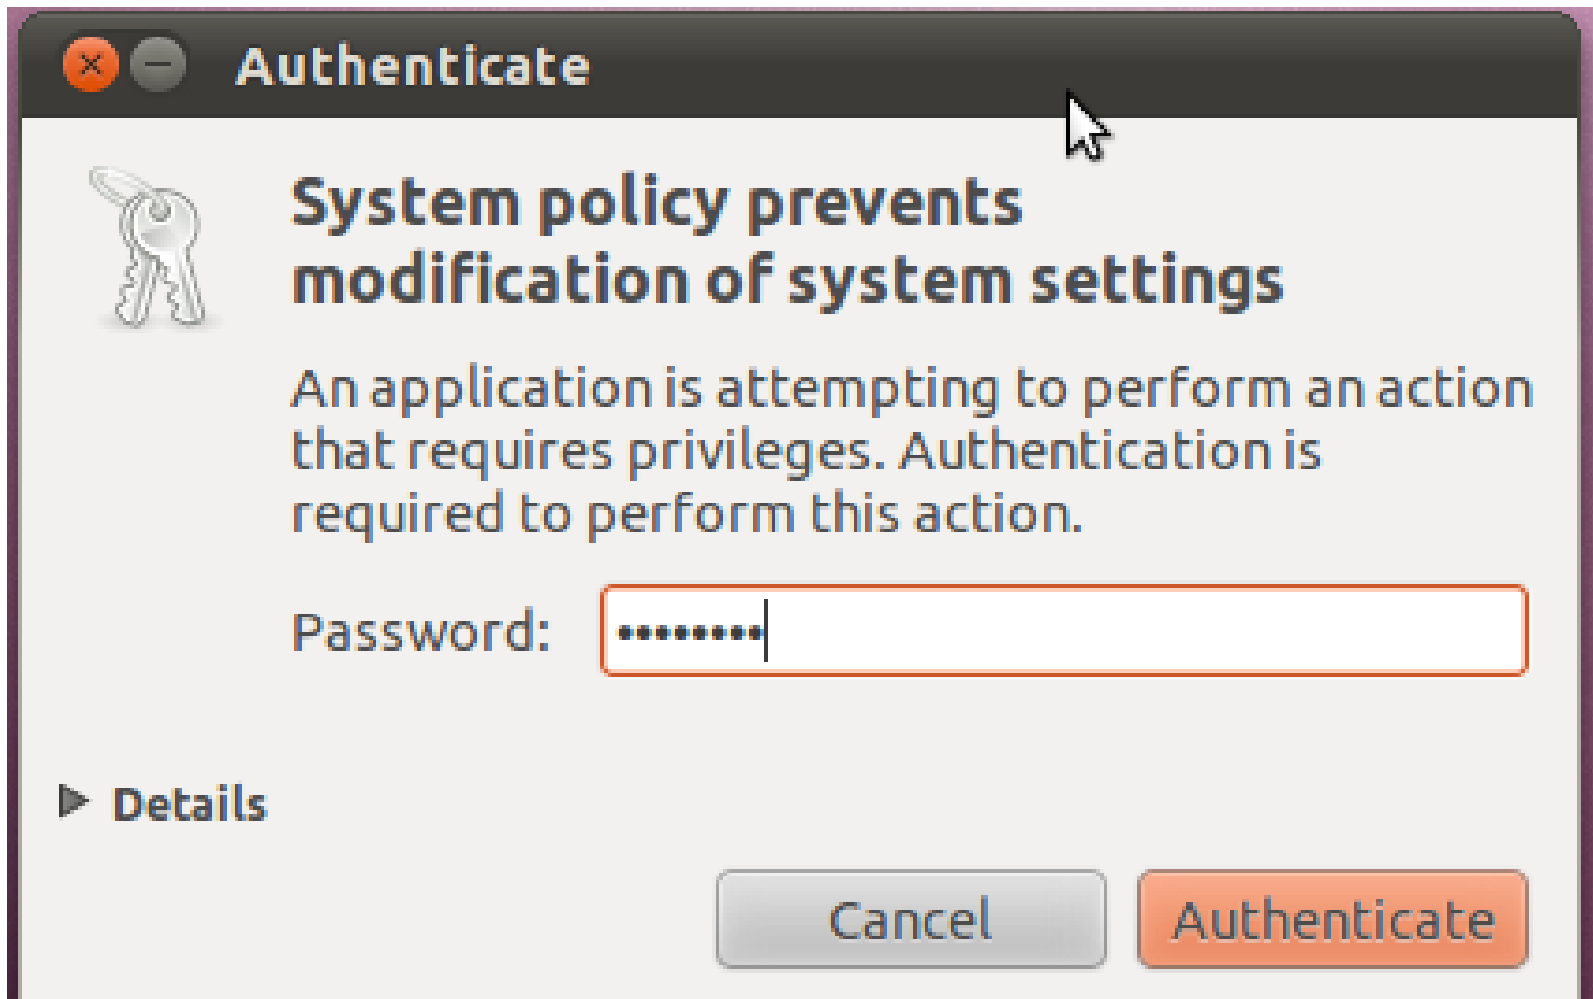 Authenticate
System policy prevents
modification of system settings
An application is attempting to perform an action
that requires privileges. Authentication is
required to perform this action.
Password: ••••••••
Details
Cancel Authenticate